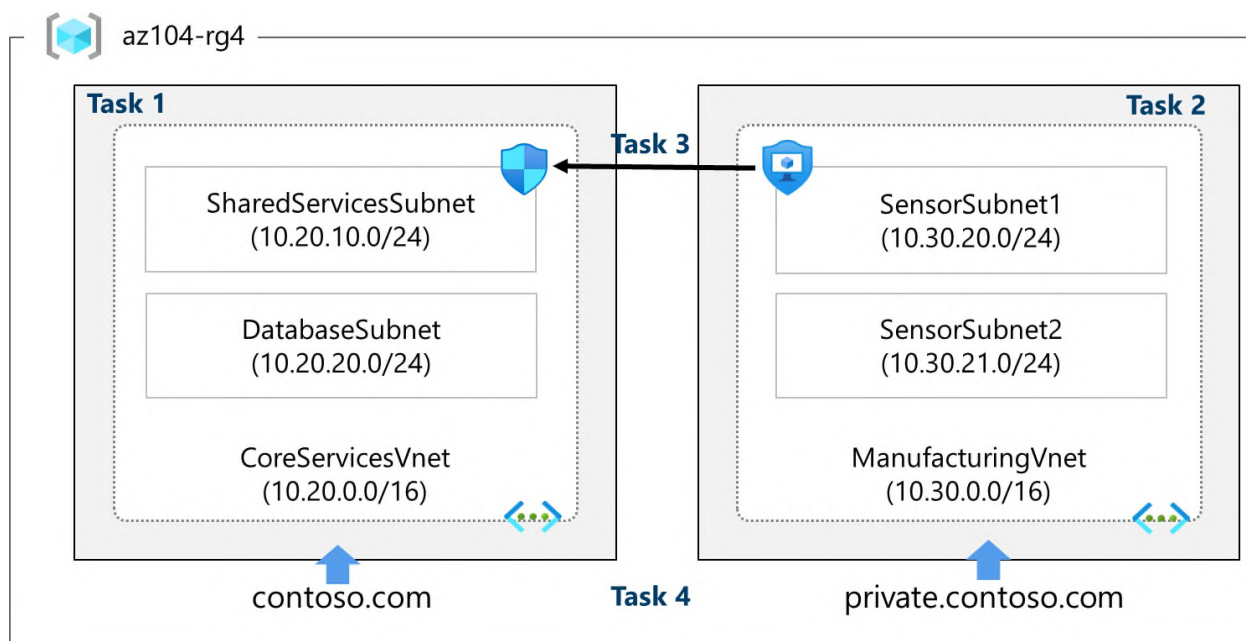 az104-rg4
Task 1
SharedServicesSubnet
(10.20.10.0/24)
DatabaseSubnet
(10.20.20.0/24)
CoreServicesVnet
(10.20.0.0/16)
Task 3
Task 2
SensorSubnet1
(10.30.20.0/24)
SensorSubnet2
(10.30.21.0/24)
ManufacturingVnet
(10.30.0.0/16)
contoso.com
Task 4
private.contoso.com